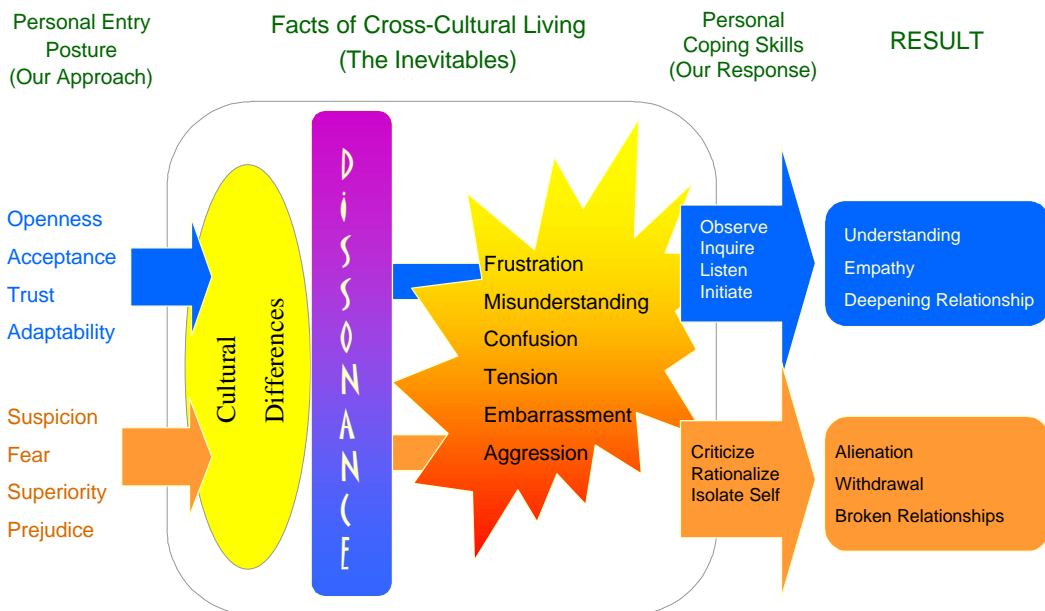 Personal Entry
Posture
(Our Approach)
Facts of Cross-Cultural Living
(The Inevitables)
Personal
Coping Skills
(Our Response)
RESULT
Openness
Acceptance
Trust
Adaptability
Suspicion
Fear
Superiority
Prejudice
Cultural
Differences
DiSSONANCE
Frustration
Misunderstanding
Confusion
Tension
Embarrassment
Aggression
Observe
Inquire
Listen
Initiate
Criticize
Rationalize
Isolate Self
Understanding
Empathy
Deepening Relationship
Alienation
Withdrawal
Broken Relationships